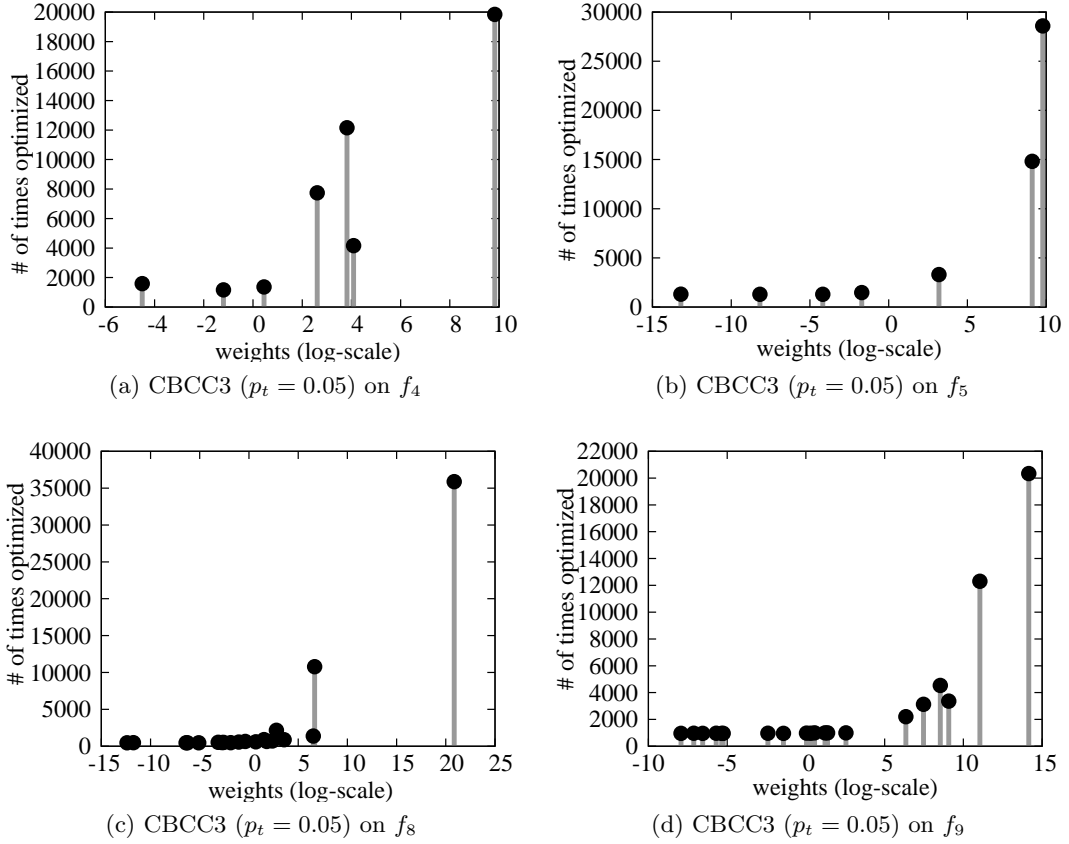 20000
18000
16000
14000
12000
10000
8000
6000
4000
2000
0
# of times optimized
-6 -4 -2 0 2 4 6 8 10
weights (log-scale)
(a) CBCC3 (p_t = 0.05) on f_4
30000
25000
20000
15000
10000
5000
0
# of times optimized
-15 -10 -5 0 5 10
weights (log-scale)
(b) CBCC3 (p_t = 0.05) on f_5
40000
35000
30000
25000
20000
15000
10000
5000
0
# of times optimized
-15 -10 -5 0 5 10 15 20 25
weights (log-scale)
(c) CBCC3 (p_t = 0.05) on f_8
22000
20000
18000
16000
14000
12000
10000
8000
6000
4000
2000
0
# of times optimized
-10 -5 0 5 10 15
weights (log-scale)
(d) CBCC3 (p_t = 0.05) on f_9